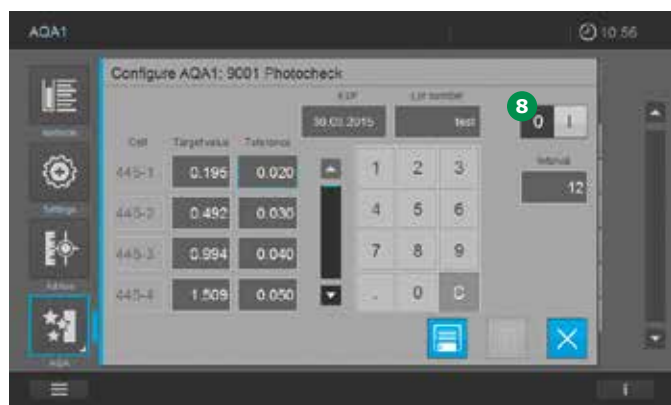 AQA1
10:56
Configure AQA1: 9001 Photocheck
EXP
Lot number
30.03.2015
test
8
0
I
Cell
Target value
Tolerance
Interval
12
445-1
0.195
0.020
445-2
0.492
0.030
445-3
0.994
0.040
445-4
1.509
0.050
1 2 3
4 5 6
7 8 9
. 0 C
Methods
Settings
AQA
i